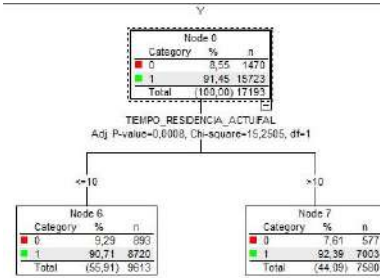 Y
Node 0
Category % n
0 8,55 1470
1 91,45 15723
Total (100,00) 17193
TIEMPO_RESIDENCIA_ACTUIFAL
Adj. P-value=0,0008, Chi-square=15,2505, df=1
<=10
>10
Node 6
Category % n
0 9,29 893
1 90,71 8720
Total (55,91) 9613
Node 7
Category % n
0 7,61 577
1 92,39 7003
Total (44,09) 7580